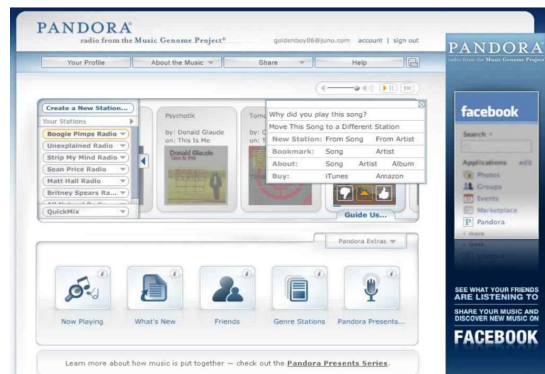 PANDORA®
radio from the Music Genome Project®
goldenboy86@juno.com account | sign out
Your Profile
About the Music
Share
Help
Create a New Station...
Your Stations
Boogie Pimps Radio
Unexplained Radio
Strip My Mind Radio
Sean Price Radio
Matt Hall Radio
Britney Spears Ra...
QuickMix
Psychotik
by: Donald Glaude
on: This Is Me
Donald Glaude
Why did you play this song?
Move This Song to a Different Station
New Station: From Song From Artist
Bookmark: Song Artist
About: Song Artist Album
Buy: iTunes Amazon
Guide Us...
Pandora Extras
Now Playing
What's New
Friends
Genre Stations
Pandora Presents...
Learn more about how music is put together — check out the Pandora Presents Series.
PANDORA®
radio from the Music Genome Project
facebook
Search
Applications edit
Photos
Groups
Events
Marketplace
Pandora
more
SEE WHAT YOUR FRIENDS
ARE LISTENING TO
SHARE YOUR MUSIC AND
DISCOVER NEW MUSIC ON
FACEBOOK